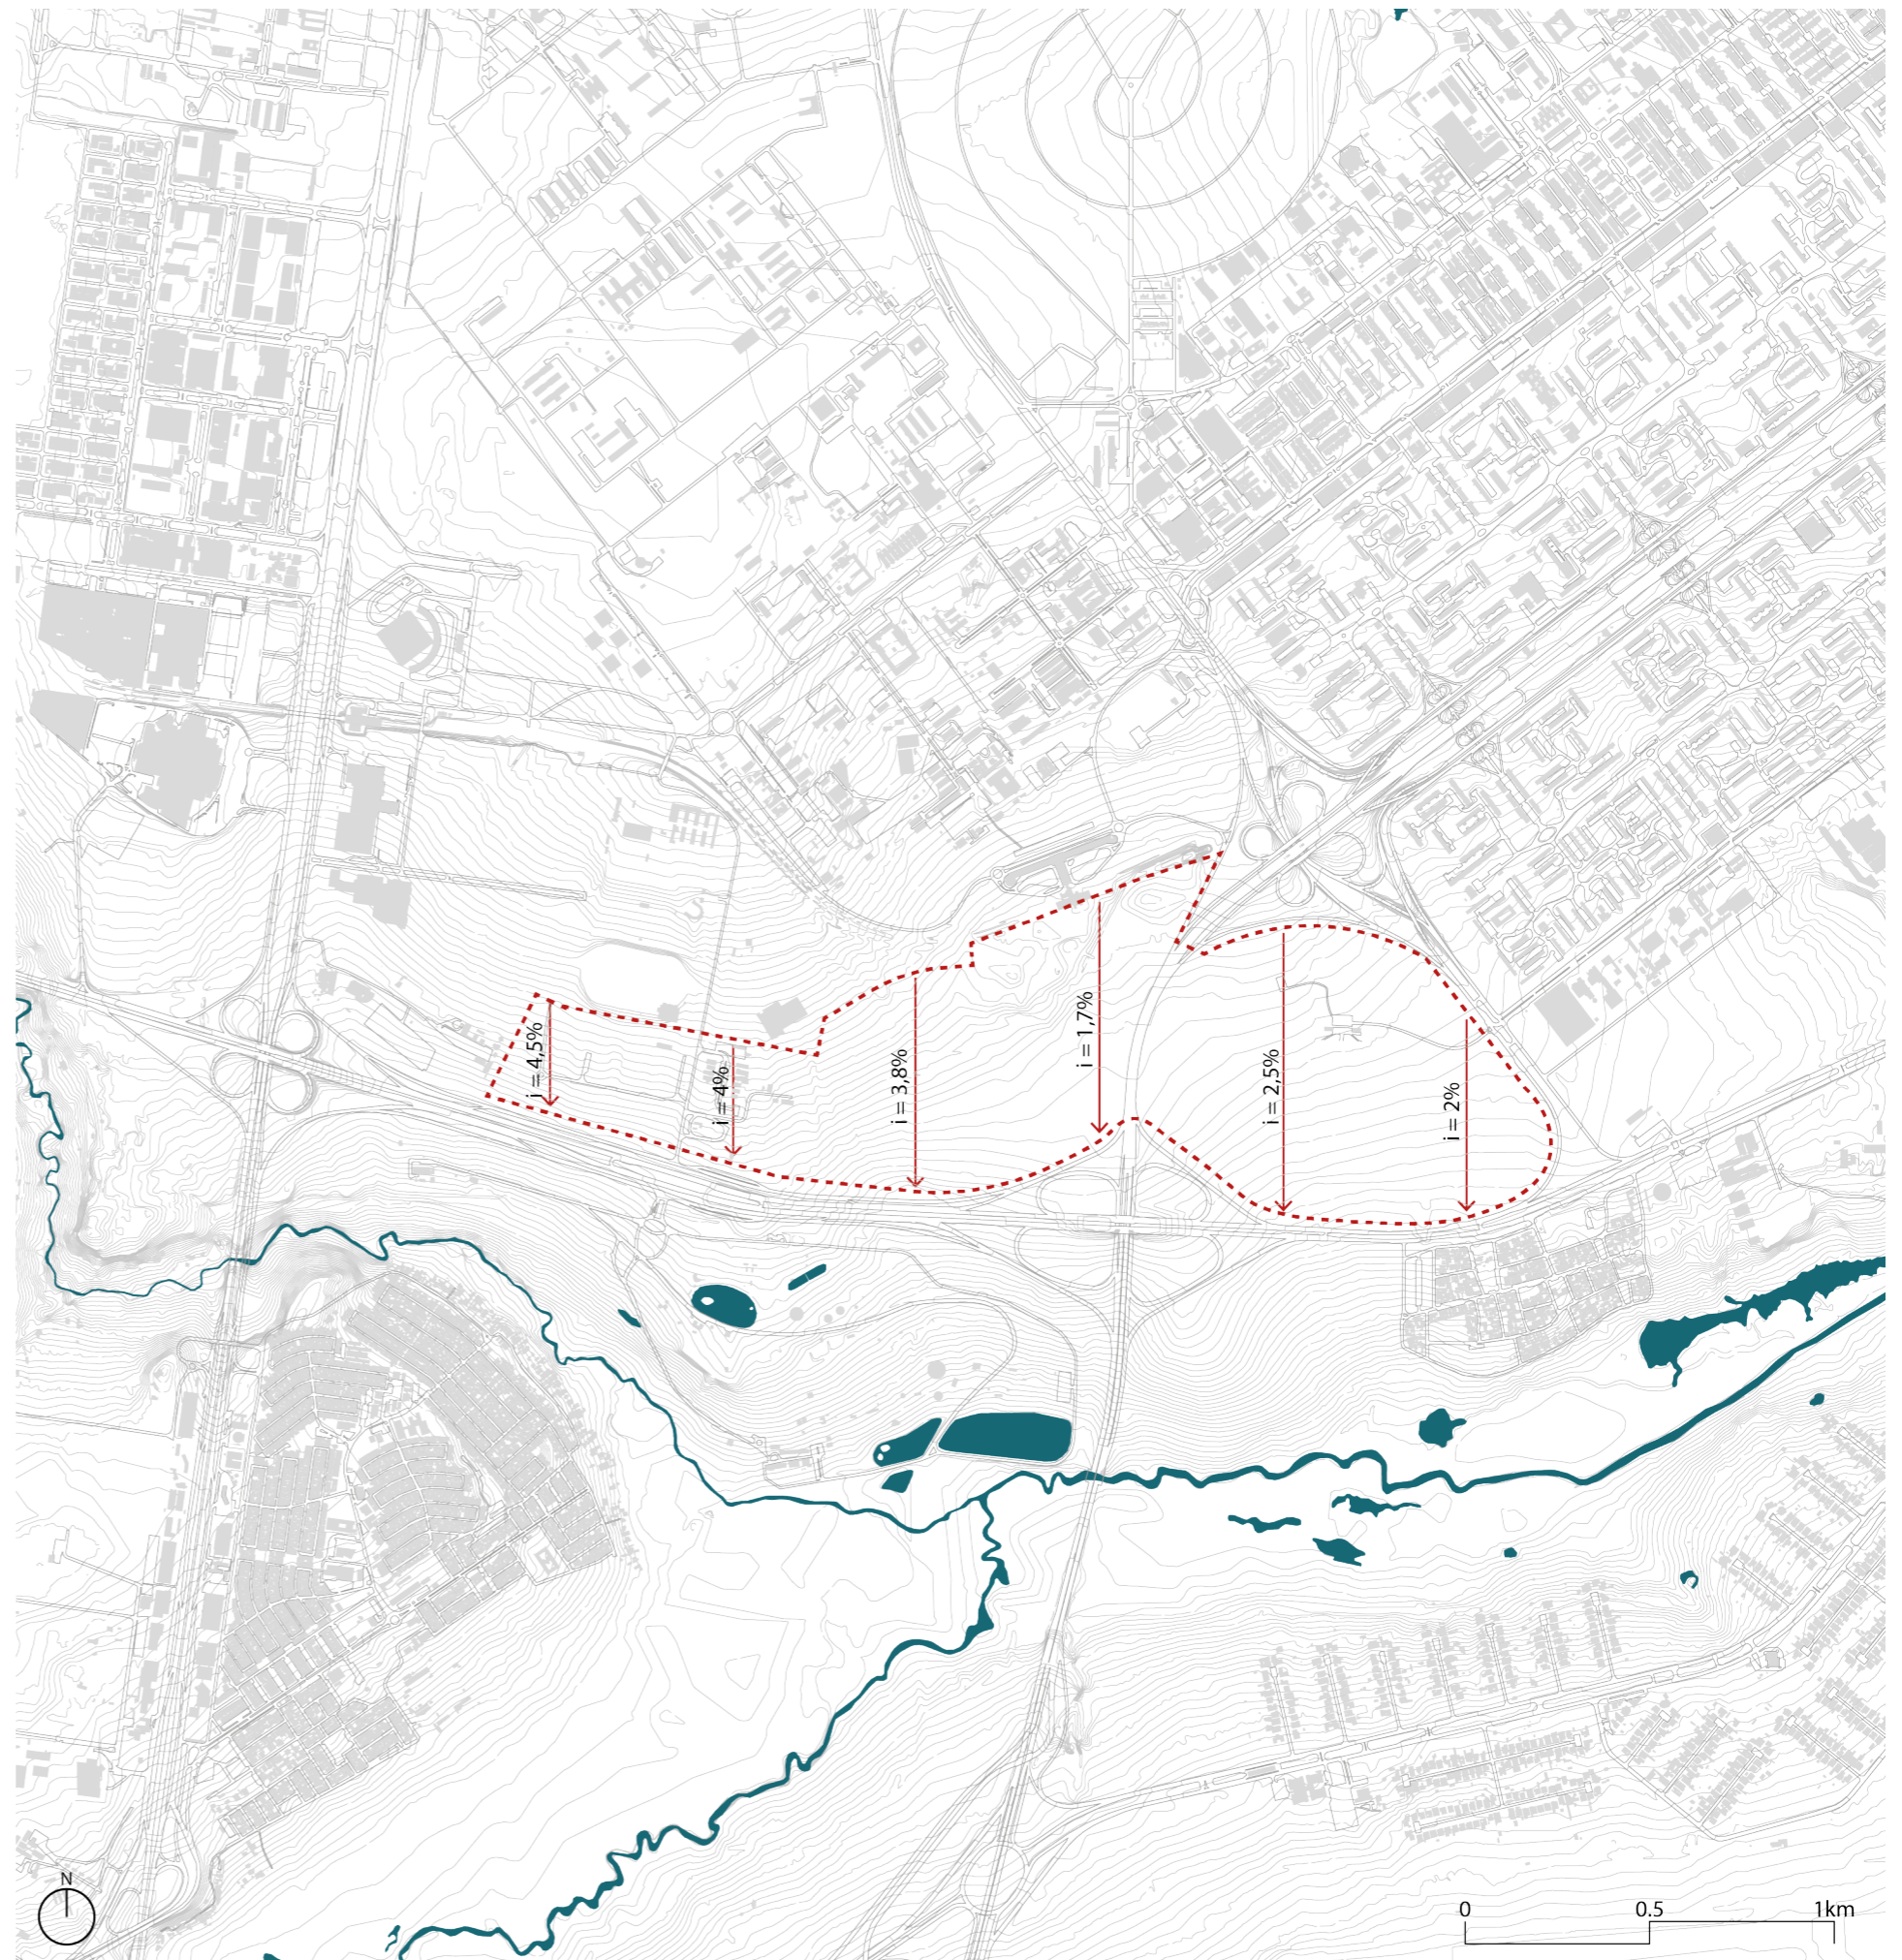 i = 4,5%
i = 4%
i = 3,8%
i = 1,7%
i = 2,5%
i = 2%
N
0 0.5 1km